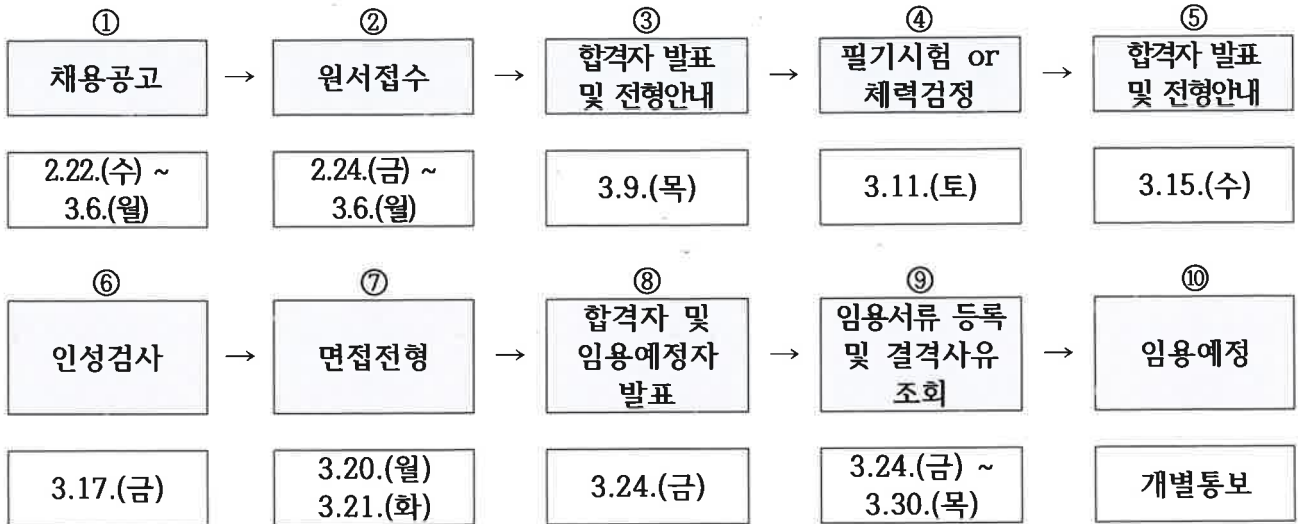 ① ② ③ ④ ⑤
채용공고 → 원서접수 → 합격자 발표 및 전형안내 → 필기시험 or 체력검정 → 합격자 발표 및 전형안내
2.22.(수) ~ 3.6.(월) 2.24.(금) ~ 3.6.(월) 3.9.(목) 3.11.(토) 3.15.(수)
⑥ ⑦ ⑧ ⑨ ⑩
인성검사 → 면접전형 → 합격자 및 임용예정자 발표 → 임용서류 등록 및 결격사유 조회 → 임용예정
3.17.(금) 3.20.(월) 3.21.(화) 3.24.(금) 3.24.(금) ~ 3.30.(목) 개별통보